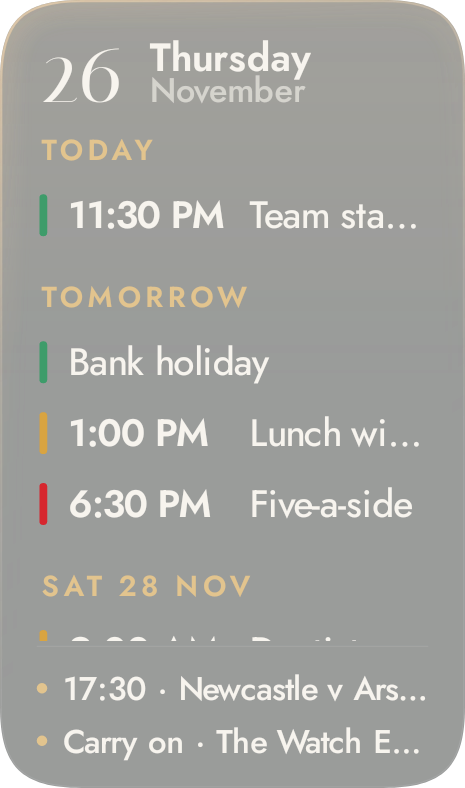 26 Thursday
November
TODAY
11:30 PM Team sta...
TOMORROW
Bank holiday
1:00 PM Lunch wi...
6:30 PM Five-a-side
SAT 28 NOV
17:30 · Newcastle v Ars...
Carry on · The Watch E...